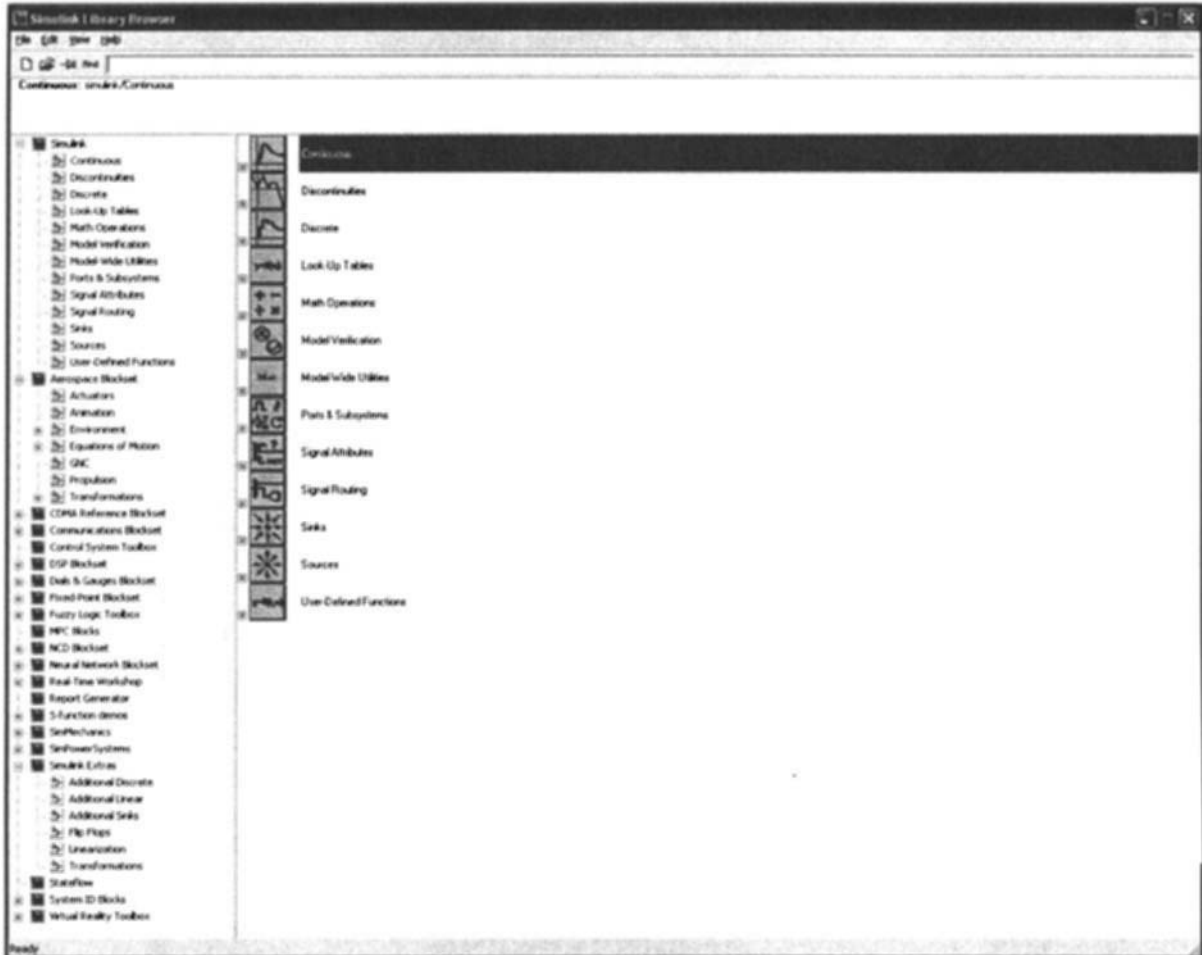 Simulink Library Browser
File Edit View Help
Find
Continuous: simulink/Continuous
Simulink
Continuous
Discontinuities
Discrete
Look-Up Tables
Math Operations
Model Verification
Model-Wide Utilities
Ports & Subsystems
Signal Attributes
Signal Routing
Sinks
Sources
User-Defined Functions
Aerospace Blockset
Actuators
Animation
Environment
Equations of Motion
GNC
Propulsion
Transformations
CDMA Reference Blockset
Communications Blockset
Control System Toolbox
DSP Blockset
Dials & Gauges Blockset
Fixed-Point Blockset
Fuzzy Logic Toolbox
MPC Blocks
NCD Blockset
Neural Network Blockset
Real-Time Workshop
Report Generator
S-function demos
SimMechanics
SimPowerSystems
Simulink Extras
Additional Discrete
Additional Linear
Additional Sinks
Flip Flops
Linearization
Transformations
Stateflow
System ID Blocks
Virtual Reality Toolbox
Continuous
Discontinuities
Discrete
Look-Up Tables
Math Operations
Model Verification
Model-Wide Utilities
Ports & Subsystems
Signal Attributes
Signal Routing
Sinks
Sources
User-Defined Functions
Ready